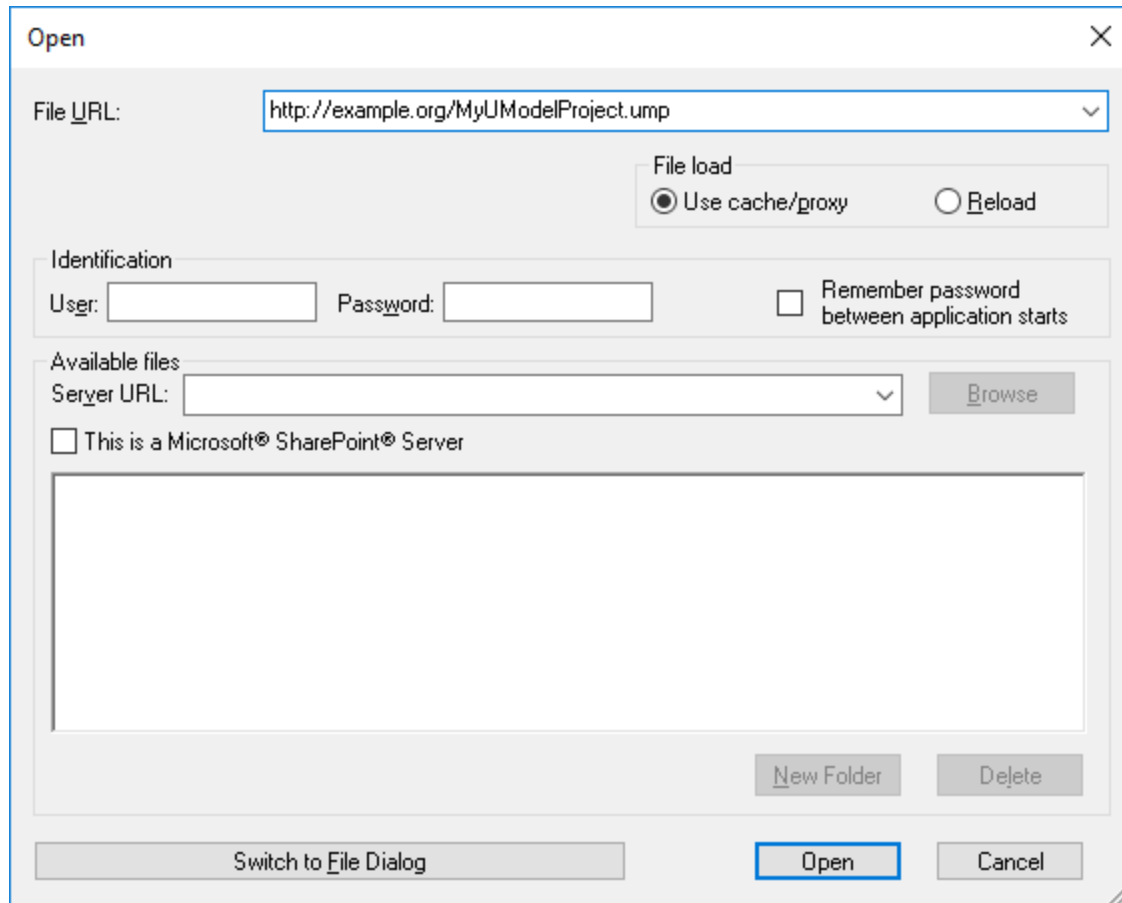 Open
File URL: http://example.org/MyUModelProject.ump
File load
Use cache/proxy Reload
Identification
User: Password: Remember password
between application starts
Available files
Server URL: Browse
This is a Microsoft® SharePoint® Server
New Folder Delete
Switch to File Dialog Open Cancel